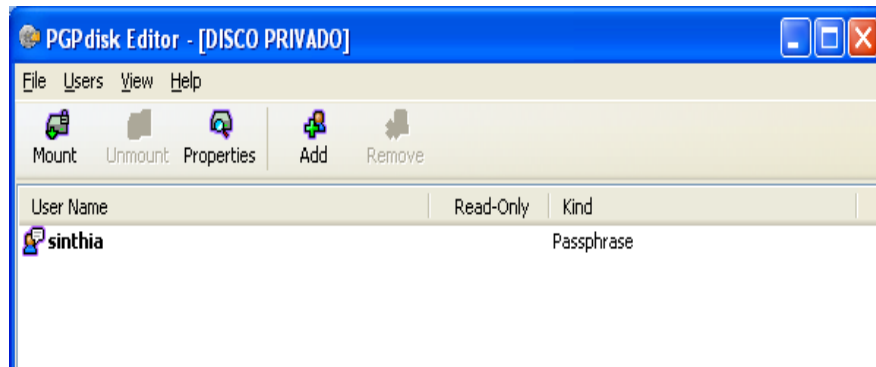 PGPdisk Editor - [DISCO PRIVADO]
File Users View Help
Mount Unmount Properties Add Remove
User Name Read-Only Kind
sinthia Passphrase